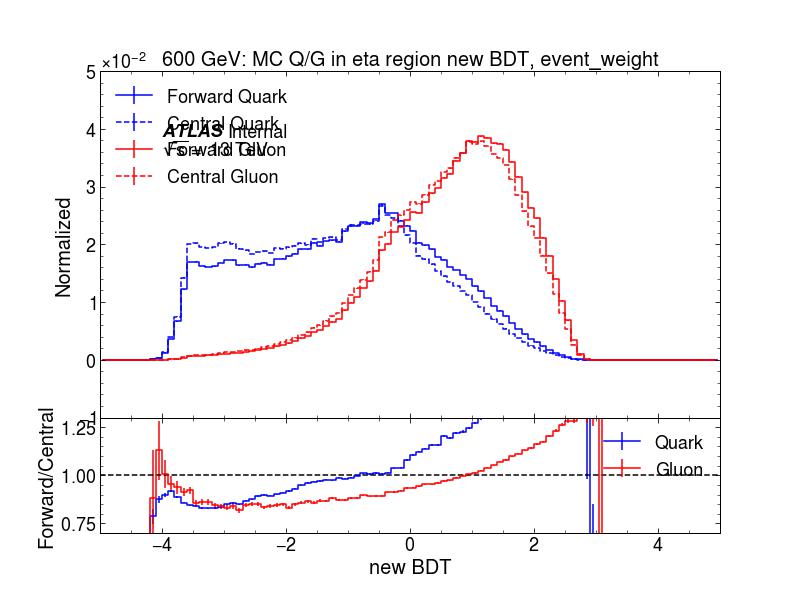 ×10⁻² 600 GeV: MC Q/G in eta region new BDT, event_weight
Forward Quark
Central Quark
ATLAS Internal
√s = 13 TeV
Forward Gluon
Central Gluon
Normalized
5
4
3
2
1
0
−1
Forward/Central
1.25
1.00
0.75
Quark
Gluon
−4 −2 0 2 4
new BDT